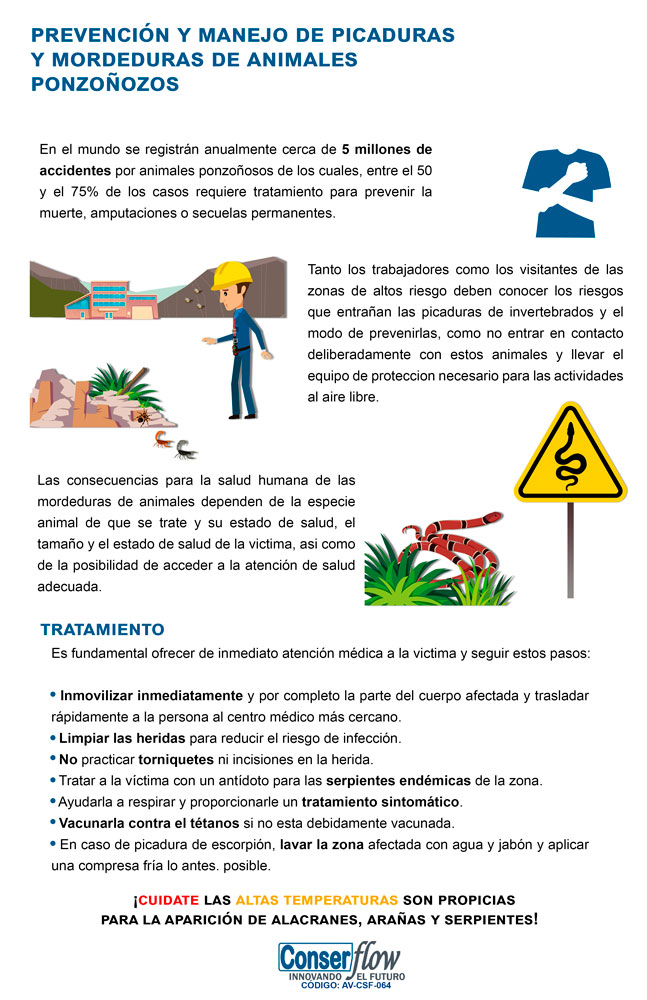 PREVENCIÓN Y MANEJO DE PICADURAS
Y MORDEDURAS DE ANIMALES
PONZOÑOZOS
En el mundo se registrán anualmente cerca de 5 millones de
accidentes por animales ponzoñosos de los cuales, entre el 50
y el 75% de los casos requiere tratamiento para prevenir la
muerte, amputaciones o secuelas permanentes.
Tanto los trabajadores como los visitantes de las
zonas de altos riesgo deben conocer los riesgos
que entrañan las picaduras de invertebrados y el
modo de prevenirlas, como no entrar en contacto
deliberadamente con estos animales y llevar el
equipo de proteccion necesario para las actividades
al aire libre.
Las consecuencias para la salud humana de las
mordeduras de animales dependen de la especie
animal de que se trate y su estado de salud, el
tamaño y el estado de salud de la victima, asi como
de la posibilidad de acceder a la atención de salud
adecuada.
TRATAMIENTO
Es fundamental ofrecer de inmediato atención médica a la victima y seguir estos pasos:
• Inmovilizar inmediatamente y por completo la parte del cuerpo afectada y trasladar
rápidamente a la persona al centro médico más cercano.
• Limpiar las heridas para reducir el riesgo de infección.
• No practicar torniquetes ni incisiones en la herida.
• Tratar a la víctima con un antídoto para las serpientes endémicas de la zona.
• Ayudarla a respirar y proporcionarle un tratamiento sintomático.
• Vacunarla contra el tétanos si no esta debidamente vacunada.
• En caso de picadura de escorpión, lavar la zona afectada con agua y jabón y aplicar
una compresa fría lo antes. posible.
¡CUIDATE LAS ALTAS TEMPERATURAS SON PROPICIAS
PARA LA APARICIÓN DE ALACRANES, ARAÑAS Y SERPIENTES!
Conserflow
INNOVANDO EL FUTURO
CÓDIGO: AV-CSF-064